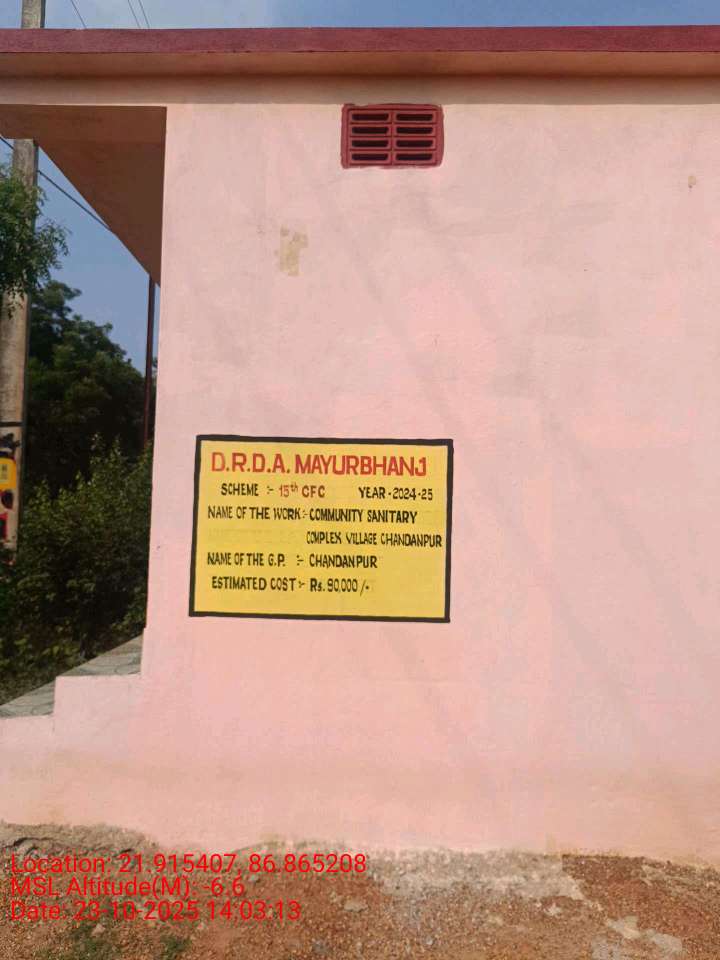 D.R.D.A. MAYURBHANJ
SCHEME :- 15th CFC YEAR - 2024-25
NAME OF THE WORK :- COMMUNITY SANITARY
COMPLEX VILLAGE CHANDANPUR
NAME OF THE G.P. :- CHANDANPUR
ESTIMATED COST :- Rs. 90,000/-
Location: 21.915407, 86.865208
MSL Altitude(M): -6.6
Date: 23-10-2025 14:03:13